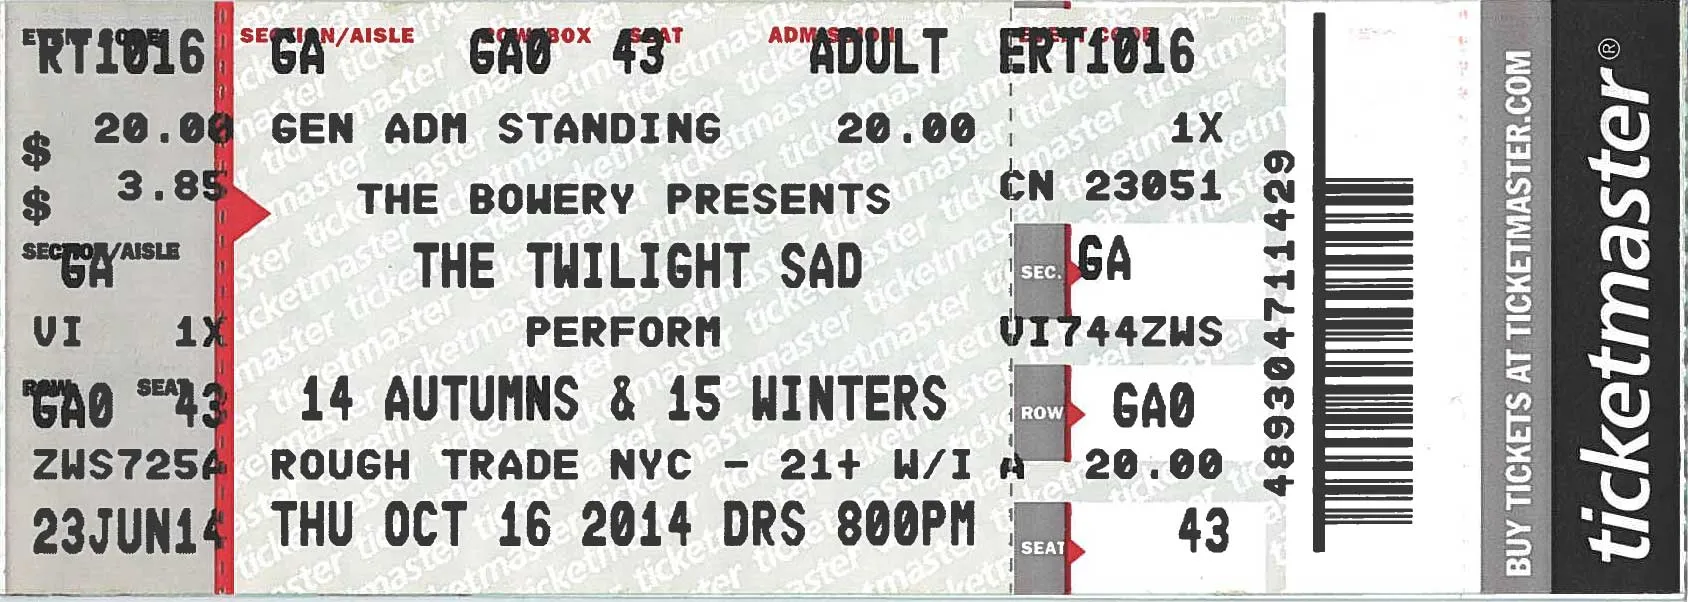 EVENT CODE SECTION/AISLE ROW/BOX SEAT ADMISSION EVENT CODE
RT1016 GA GA0 43 ADULT ERT1016
$ 20.00 GEN ADM STANDING 20.00 1X
$ 3.85 THE BOWERY PRESENTS CN 23051
SECTION/AISLE
GA THE TWILIGHT SAD SEC. GA
VI 1X PERFORM VI744ZWS
ROW SEAT
GA0 43 14 AUTUMNS & 15 WINTERS ROW GA0
ZWS725A ROUGH TRADE NYC - 21+ W/I A 20.00
23JUN14 THU OCT 16 2014 DRS 800PM SEAT 43
489304711429
BUY TICKETS AT TICKETMASTER.COM
ticketmaster®